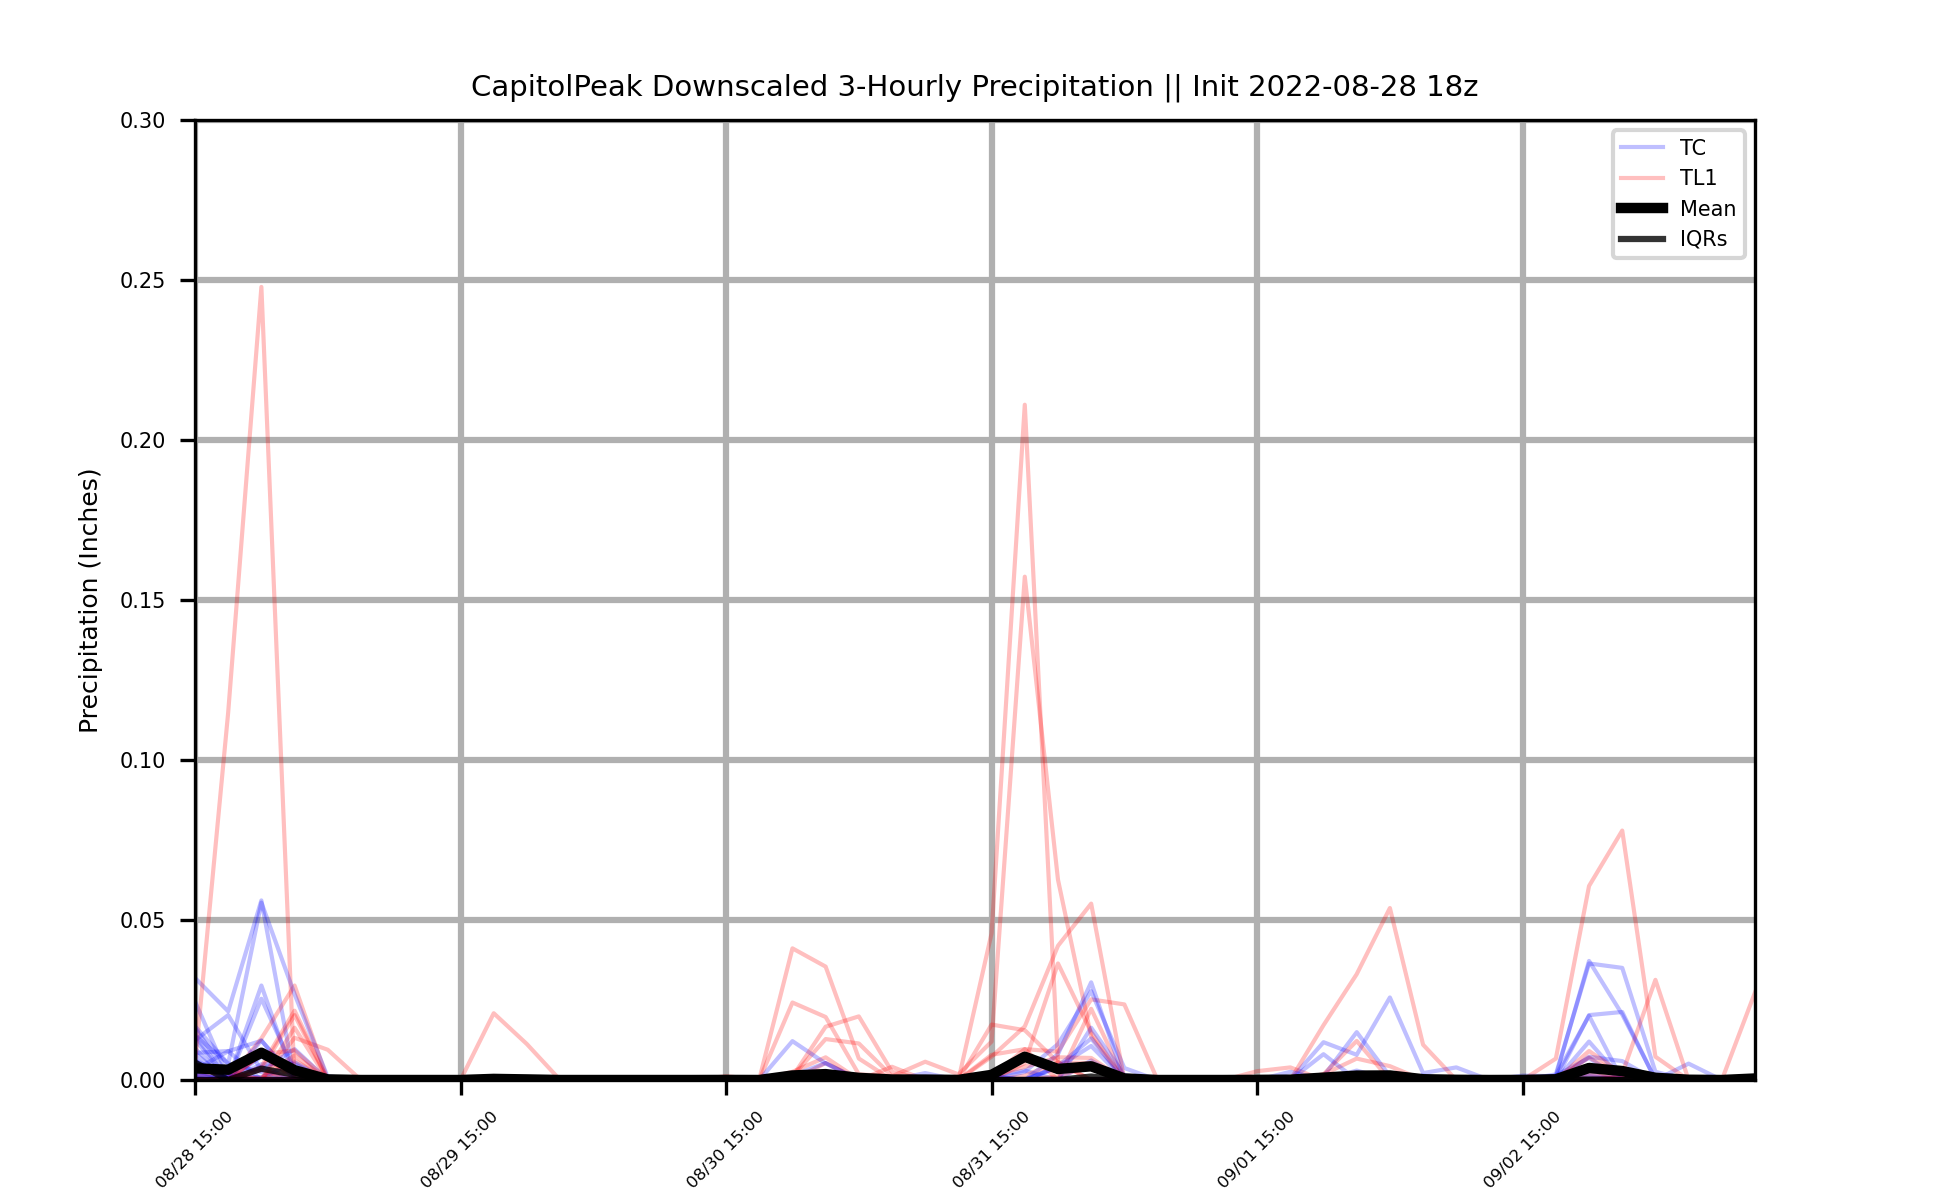 CapitolPeak Downscaled 3-Hourly Precipitation || Init 2022-08-28 18z
Precipitation (Inches)
0.30
0.25
0.20
0.15
0.10
0.05
0.00
TC
TL1
Mean
IQRs
08/28 15:00
08/29 15:00
08/30 15:00
08/31 15:00
09/01 15:00
09/02 15:00